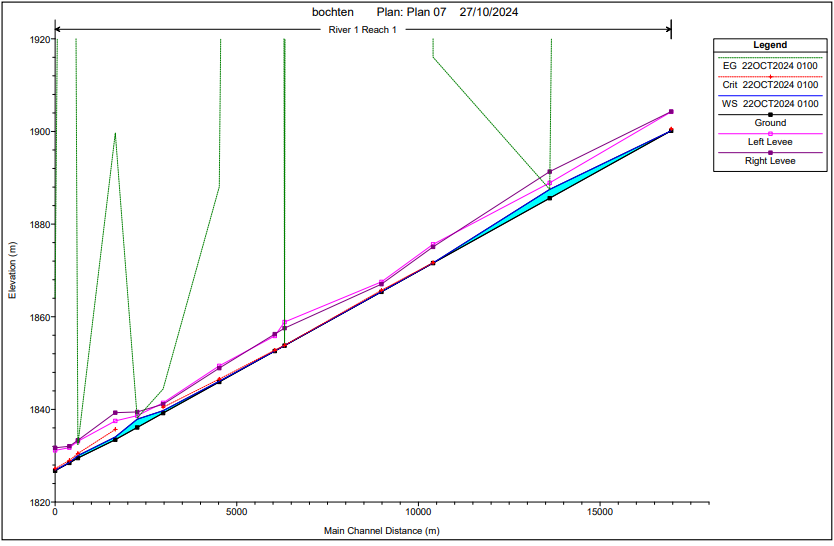 bochten Plan: Plan 07 27/10/2024
River 1 Reach 1
Legend
EG 22OCT2024 0100
Crit 22OCT2024 0100
WS 22OCT2024 0100
Ground
Left Levee
Right Levee
1920
1900
1880
1860
1840
1820
Elevation (m)
0 5000 10000 15000
Main Channel Distance (m)